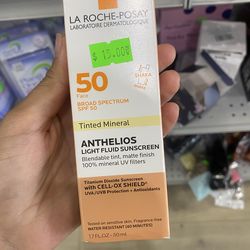 LA ROCHE-POSAY
LABORATOIRE DERMATOLOGIQUE
$ 15.00
50
Face
BROAD SPECTRUM
SPF 50
Tinted Mineral
ANTHELIOS
LIGHT FLUID SUNSCREEN
Blendable tint, matte finish
100% mineral UV filters
Titanium Dioxide Sunscreen
with CELL-OX SHIELD®
UVA/UVB Protection + Antioxidants
Tested on sensitive skin. Fragrance-free
WATER RESISTANT (40 MINUTES)
1.7 FL.OZ - 50 mL